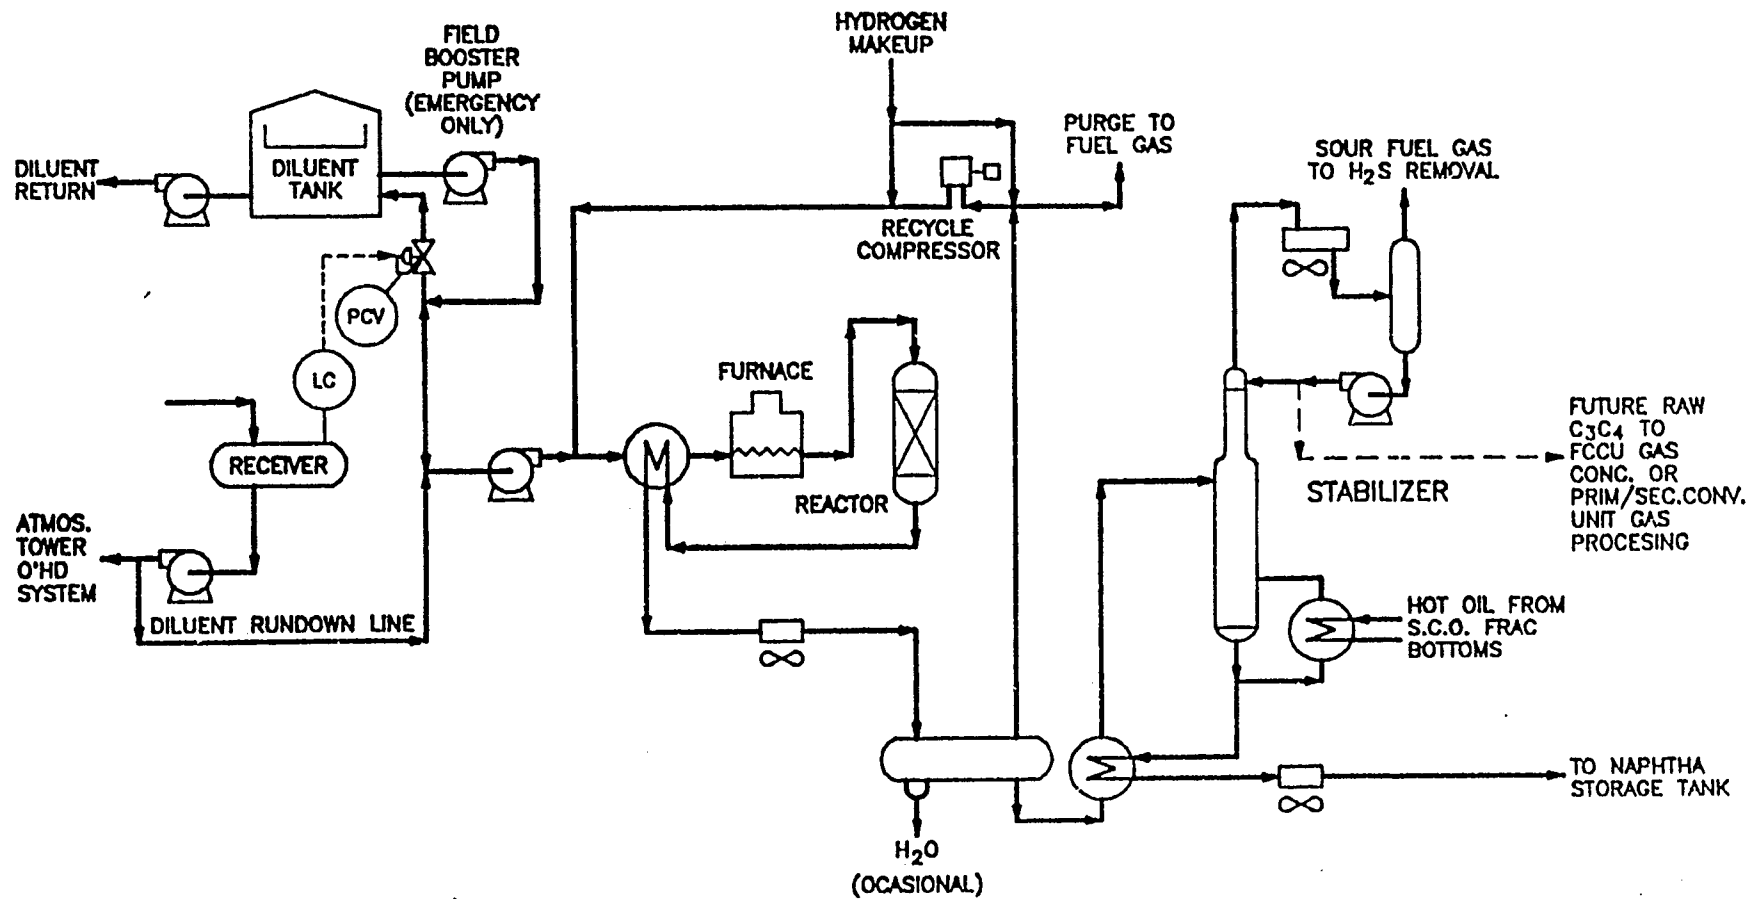 HYDROGEN
MAKEUP
FIELD
BOOSTER
PUMP
(EMERGENCY
ONLY)
DILUENT
RETURN
DILUENT
TANK
PURGE TO
FUEL GAS
SOUR FUEL GAS
TO H2S REMOVAL
RECYCLE
COMPRESSOR
PCV
LC
FURNACE
RECEIVER
REACTOR
STABILIZER
FUTURE RAW
C3C4 TO
FCCU GAS
CONC. OR
PRIM/SEC.CONV.
UNIT GAS
PROCESING
ATMOS.
TOWER
O'HD
SYSTEM
DILUENT RUNDOWN LINE
HOT OIL FROM
S.C.O. FRAC
BOTTOMS
TO NAPHTHA
STORAGE TANK
H2O
(OCASIONAL)